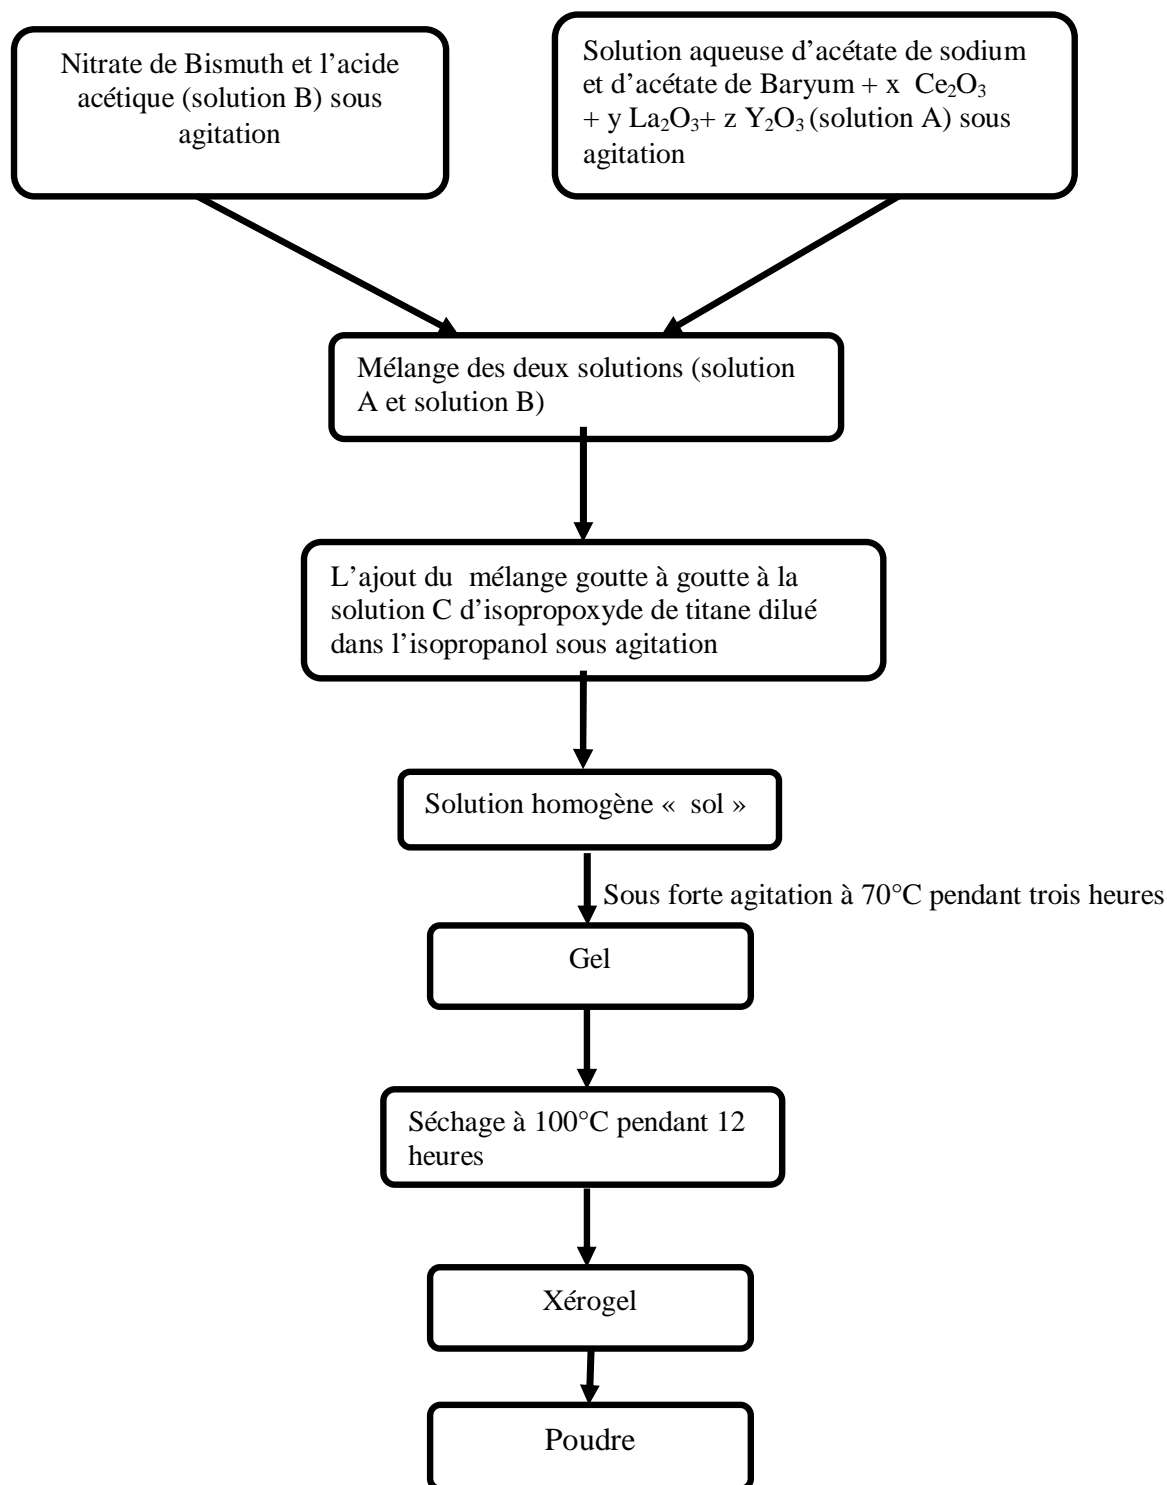 Nitrate de Bismuth et l’acide
acétique (solution B) sous
agitation
Solution aqueuse d’acétate de sodium
et d’acétate de Baryum + x Ce₂O₃
+ y La₂O₃+ z Y₂O₃ (solution A) sous
agitation
Mélange des deux solutions (solution
A et solution B)
L’ajout du mélange goutte à goutte à la
solution C d’isopropoxyde de titane dilué
dans l’isopropanol sous agitation
Solution homogène « sol »
Sous forte agitation à 70°C pendant trois heures
Gel
Séchage à 100°C pendant 12
heures
Xérogel
Poudre